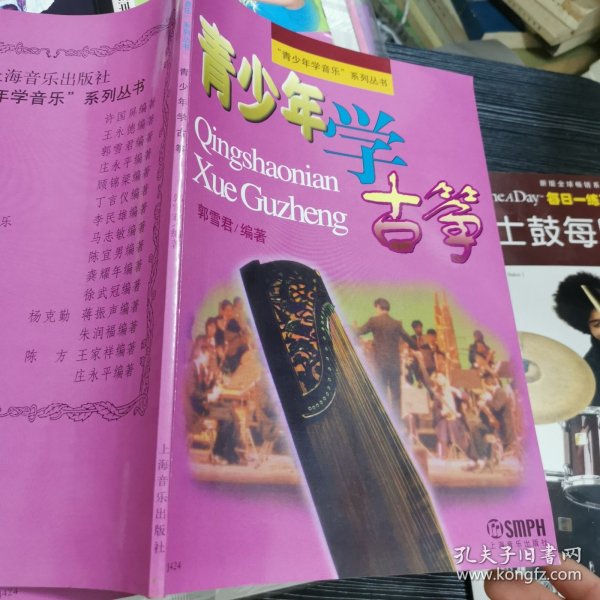 上海音乐出版社
年学音乐”系列丛书
王永德编著
郭雪君编著
庄永平编著
顾锦梁编著
丁言仪编著
李民雄编著
乐
马志敏编著
陈宜男编著
龚耀年编著
徐武冠编著
杨克勤 蒋振声编著
朱润福编著
陈 方 王家祥编著
庄永平编著
青少年学古筝
上海音乐出版社
“青少年学音乐”系列丛书
青少年学
古筝
Qingshaonian
Xue Guzheng
郭雪君/编著
SMPH
上海音乐出版社
每日一练
士鼓每
孔夫子旧书网
www.kongfz.com